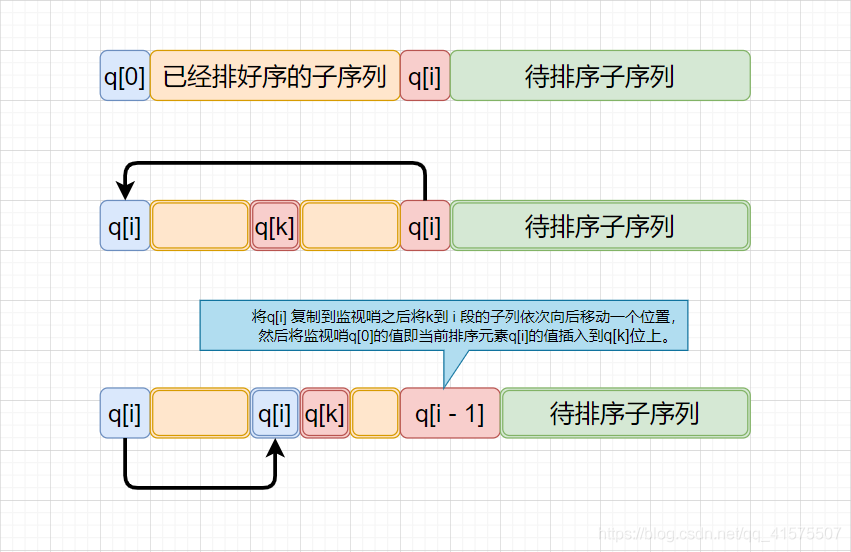 q[0] 已经排好序的子序列 q[i] 待排序子序列
q[i] q[k] q[i] 待排序子序列
将q[i] 复制到监视哨之后将k到 i 段的子列依次向后移动一个位置，
然后将监视哨q[0]的值即当前排序元素q[i]的值插入到q[k]位上。
q[i] q[i] q[k] q[i - 1] 待排序子序列
https://blog.csdn.net/qq_41575507